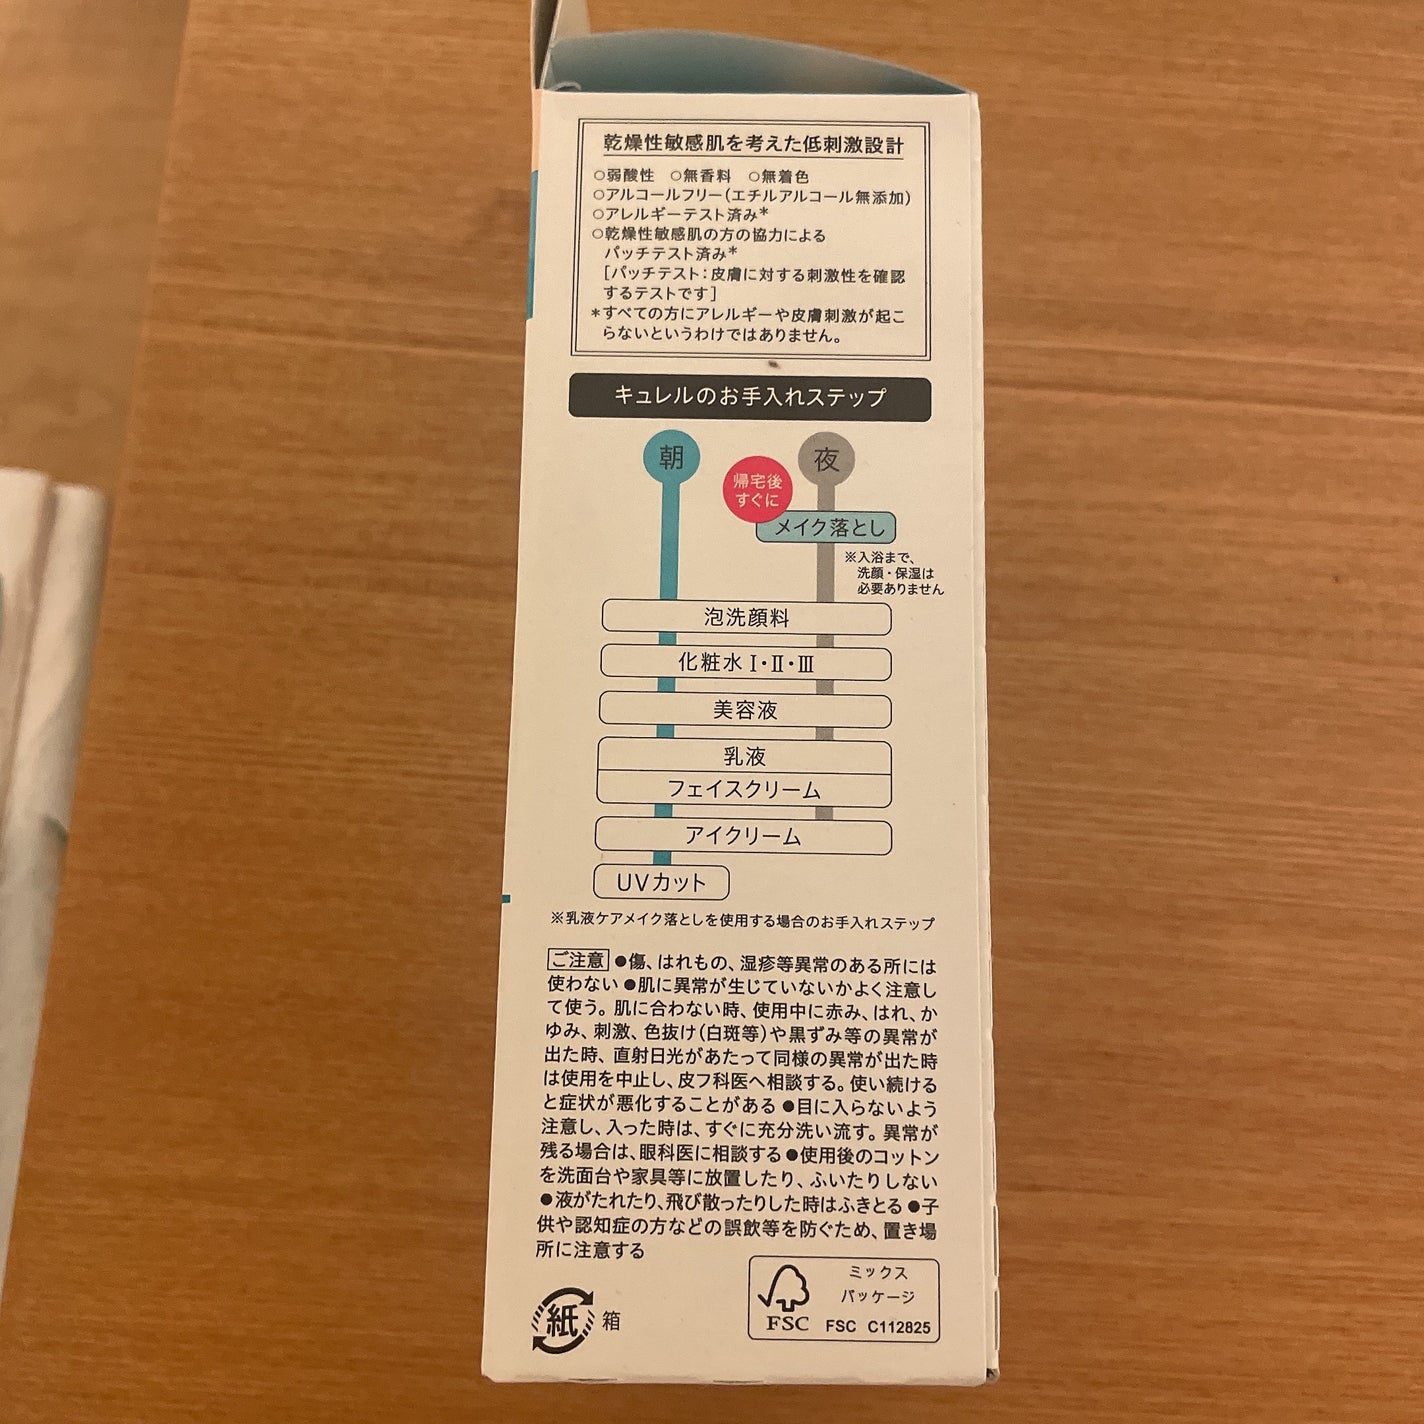 乾燥性敏感肌を考えた低刺激設計
○弱酸性 ○無香料 ○無着色
○アルコールフリー(エチルアルコール無添加)
○アレルギーテスト済み*
○乾燥性敏感肌の方の協力による
パッチテスト済み*
[パッチテスト:皮膚に対する刺激性を確認
するテストです]
*すべての方にアレルギーや皮膚刺激が起こ
らないというわけではありません。
キュレルのお手入れステップ
朝
夜
帰宅後
すぐに
メイク落とし
※入浴まで、
洗顔・保湿は
必要ありません
泡洗顔料
化粧水 Ⅰ・Ⅱ・Ⅲ
美容液
乳液
フェイスクリーム
アイクリーム
UVカット
※乳液ケアメイク落としを使用する場合のお手入れステップ
ご注意 ●傷、はれもの、湿疹等異常のある所には
使わない ●肌に異常が生じていないかよく注意し
て使う。肌に合わない時、使用中に赤み、はれ、か
ゆみ、刺激、色抜け(白斑等)や黒ずみ等の異常が
出た時、直射日光があたって同様の異常が出た時
は使用を中止し、皮フ科医へ相談する。使い続ける
と症状が悪化することがある ●目に入らないよう
注意し、入った時は、すぐに充分洗い流す。異常が
残る場合は、眼科医に相談する ●使用後のコットン
を洗面台や家具等に放置したり、ふいたりしない
●液がたれたり、飛び散ったりした時はふきとる ●子
供や認知症の方などの誤飲等を防ぐため、置き場
所に注意する
紙 箱
ミックス
パッケージ
FSC FSC C112825